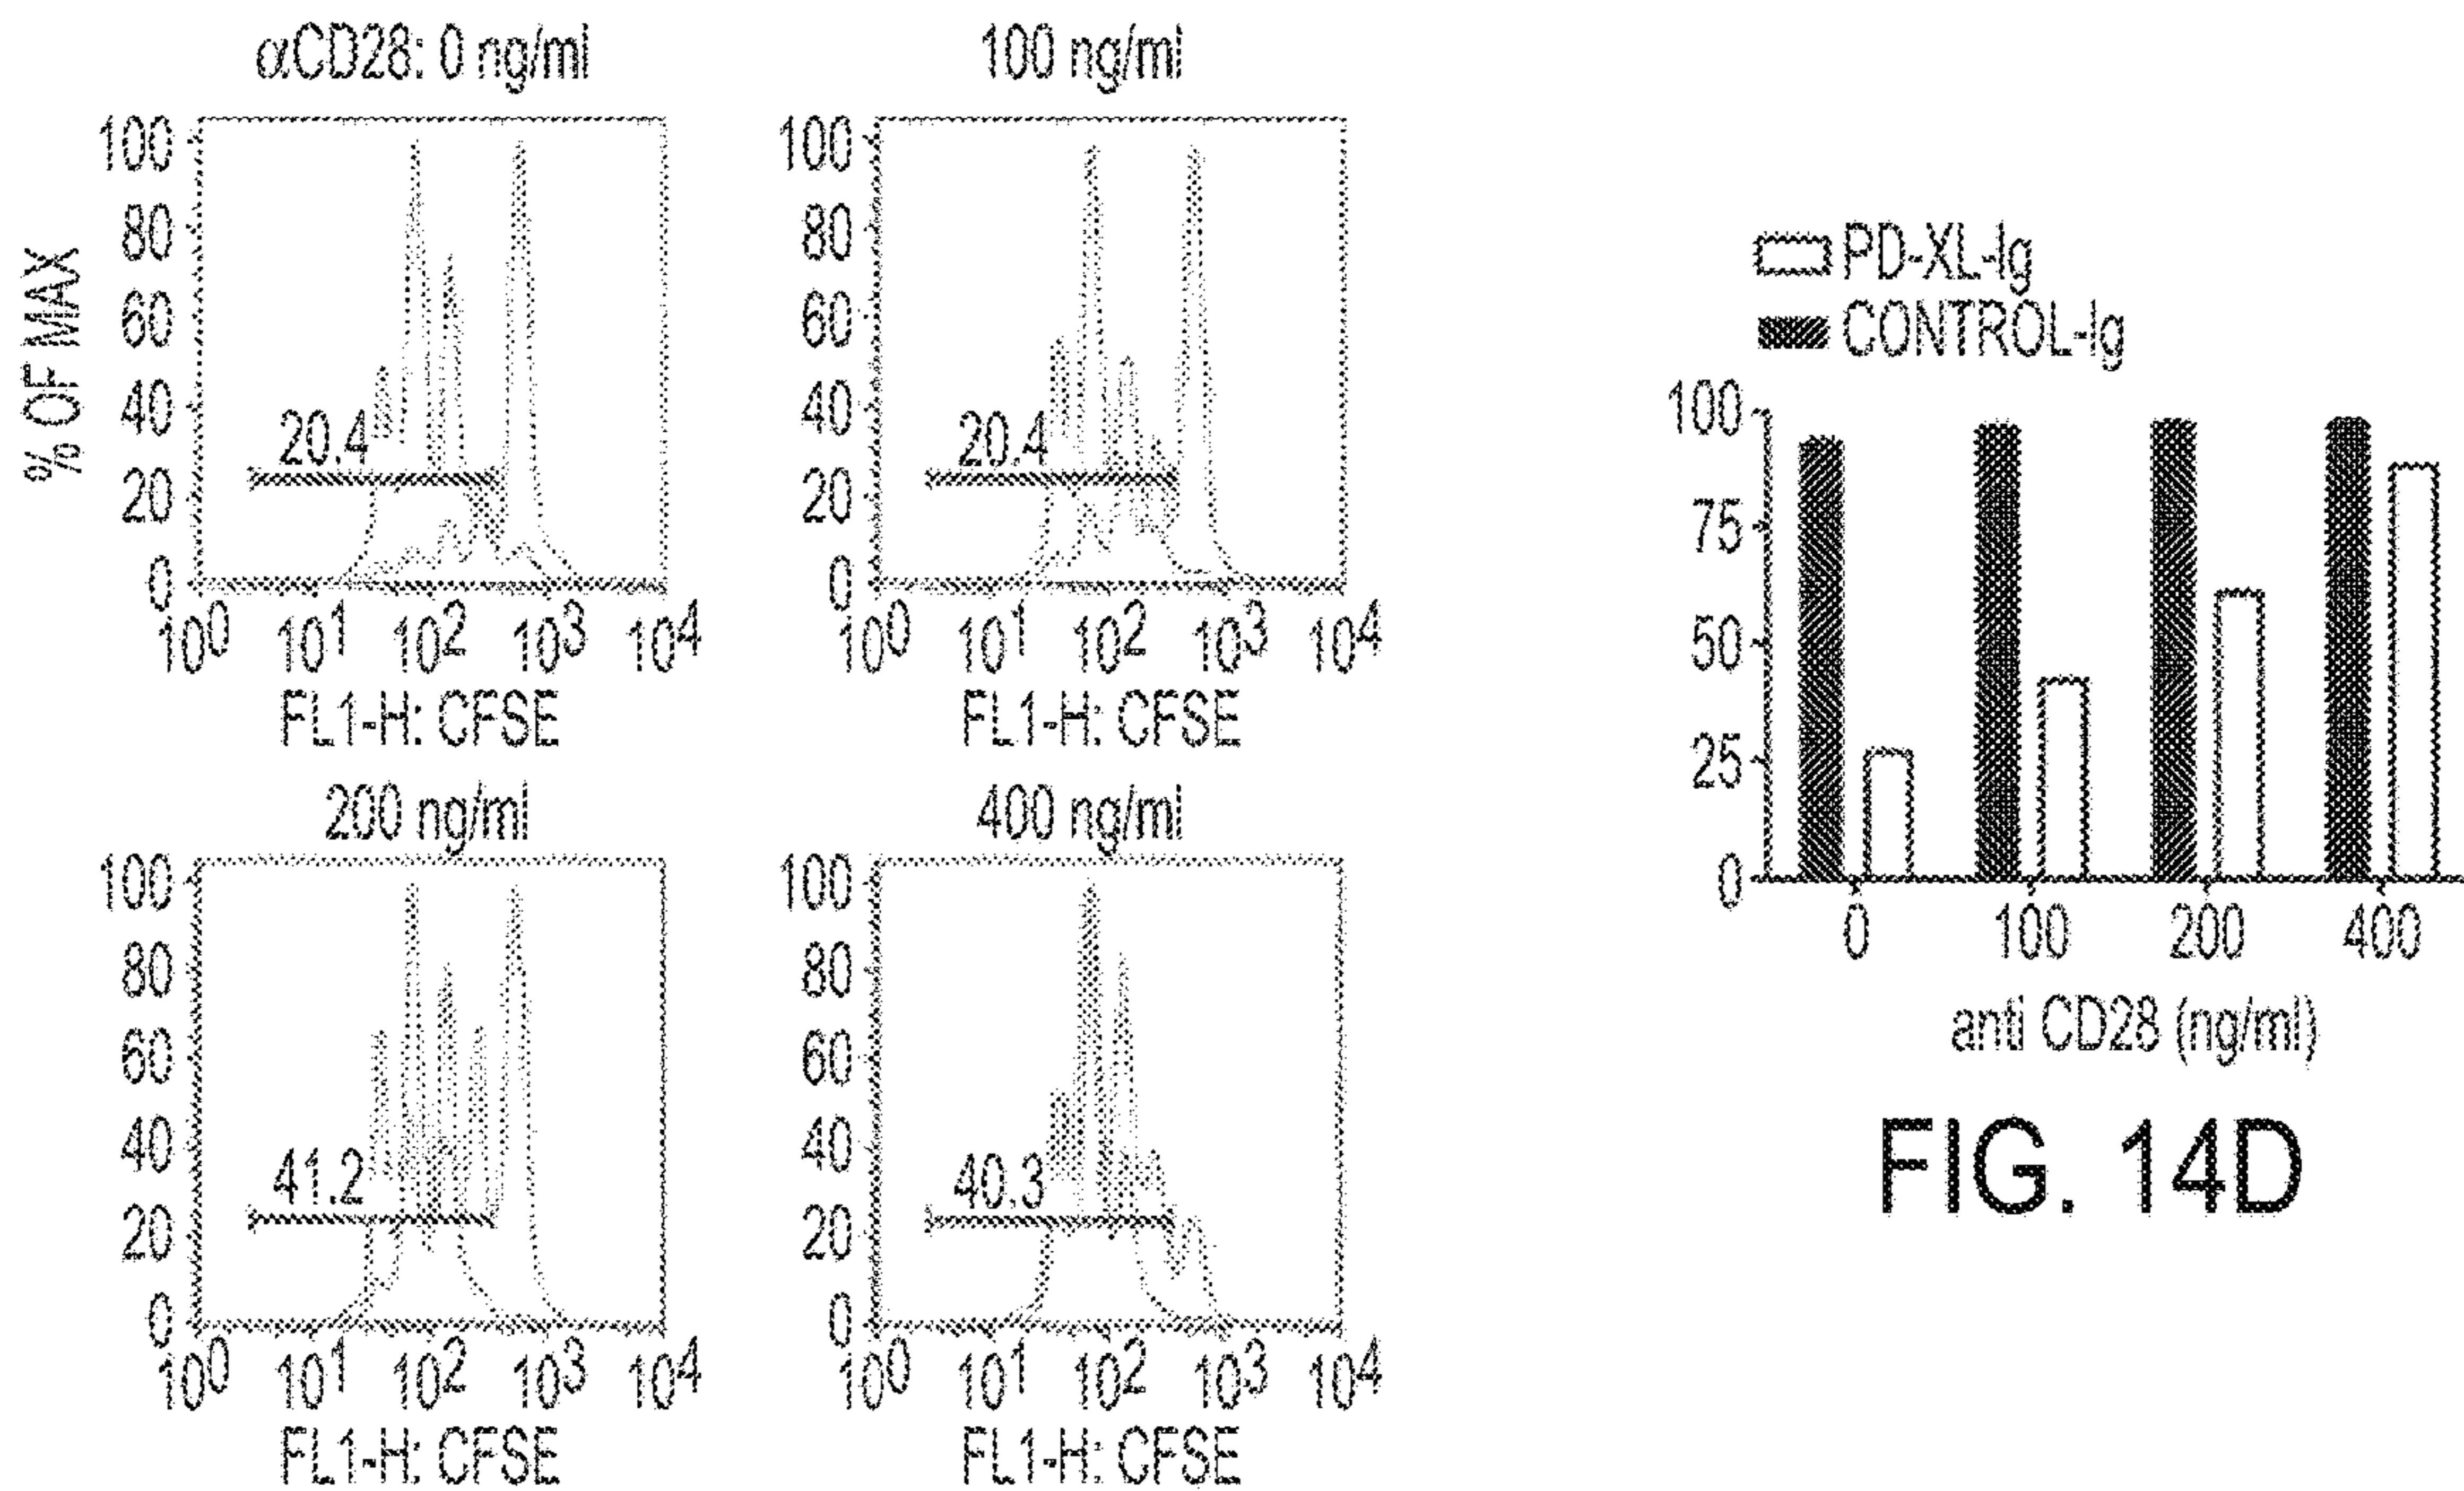 αCD28: 0 ng/ml
100
80
60
40
20
0
% OF MAX
20.4
10^0 10^1 10^2 10^3 10^4
FL1-H: CFSE
100 ng/ml
100
80
60
40
20
0
20.4
10^0 10^1 10^2 10^3 10^4
FL1-H: CFSE
200 ng/ml
100
80
60
40
20
0
41.2
10^0 10^1 10^2 10^3 10^4
FL1-H: CFSE
400 ng/ml
100
80
60
40
20
0
40.3
10^0 10^1 10^2 10^3 10^4
FL1-H: CFSE
PD-XL-Ig
CONTROL-Ig
100
75
50
25
0
0 100 200 400
anti CD28 (ng/ml)
FIG. 14D